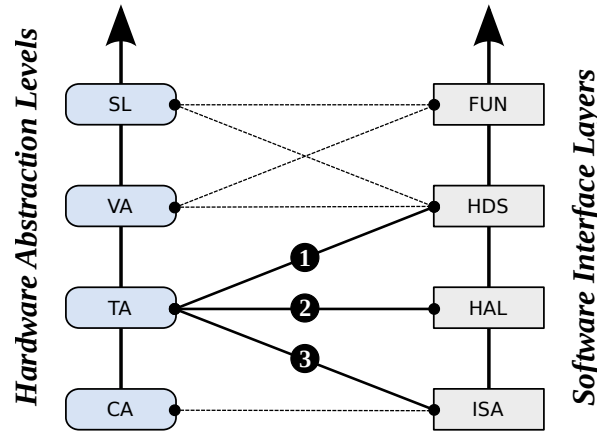 Hardware Abstraction Levels
Software Interface Layers
SL
FUN
VA
HDS
1
TA
2
HAL
3
CA
ISA